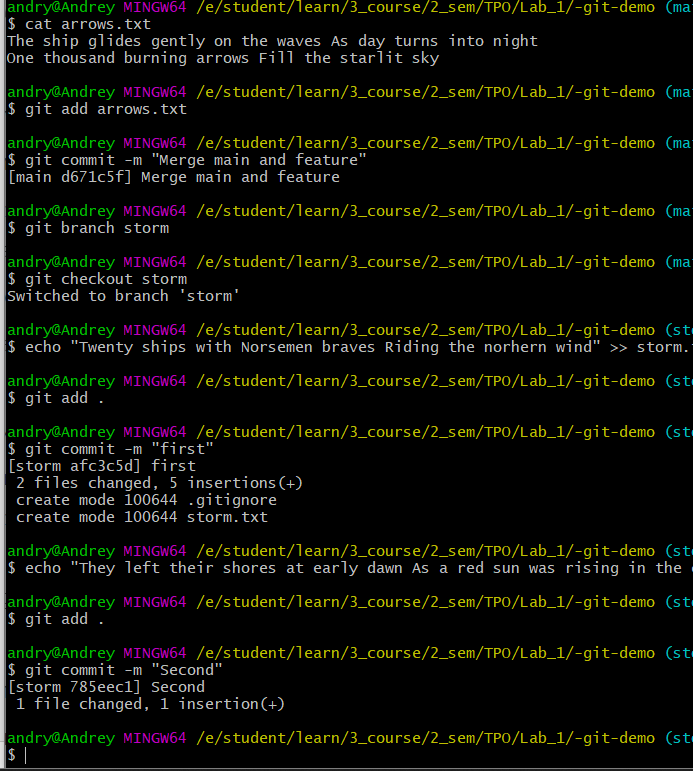 andry@Andrey MINGW64 /e/student/learn/3_course/2_sem/TPO/Lab_1/-git-demo (ma
$ cat arrows.txt
The ship glides gently on the waves As day turns into night
One thousand burning arrows Fill the starlit sky
andry@Andrey MINGW64 /e/student/learn/3_course/2_sem/TPO/Lab_1/-git-demo (ma
$ git add arrows.txt
andry@Andrey MINGW64 /e/student/learn/3_course/2_sem/TPO/Lab_1/-git-demo (ma
$ git commit -m "Merge main and feature"
[main d671c5f] Merge main and feature
andry@Andrey MINGW64 /e/student/learn/3_course/2_sem/TPO/Lab_1/-git-demo (ma
$ git branch storm
andry@Andrey MINGW64 /e/student/learn/3_course/2_sem/TPO/Lab_1/-git-demo (ma
$ git checkout storm
Switched to branch 'storm'
andry@Andrey MINGW64 /e/student/learn/3_course/2_sem/TPO/Lab_1/-git-demo (sto
$ echo "Twenty ships with Norsemen braves Riding the norhern wind" >> storm.
andry@Andrey MINGW64 /e/student/learn/3_course/2_sem/TPO/Lab_1/-git-demo (sto
$ git add .
andry@Andrey MINGW64 /e/student/learn/3_course/2_sem/TPO/Lab_1/-git-demo (sto
$ git commit -m "first"
[storm afc3c5d] first
 2 files changed, 5 insertions(+)
 create mode 100644 .gitignore
 create mode 100644 storm.txt
andry@Andrey MINGW64 /e/student/learn/3_course/2_sem/TPO/Lab_1/-git-demo (sto
$ echo "They left their shores at early dawn As a red sun was rising in the
andry@Andrey MINGW64 /e/student/learn/3_course/2_sem/TPO/Lab_1/-git-demo (sto
$ git add .
andry@Andrey MINGW64 /e/student/learn/3_course/2_sem/TPO/Lab_1/-git-demo (sto
$ git commit -m "Second"
[storm 785eec1] Second
 1 file changed, 1 insertion(+)
andry@Andrey MINGW64 /e/student/learn/3_course/2_sem/TPO/Lab_1/-git-demo (sto
$